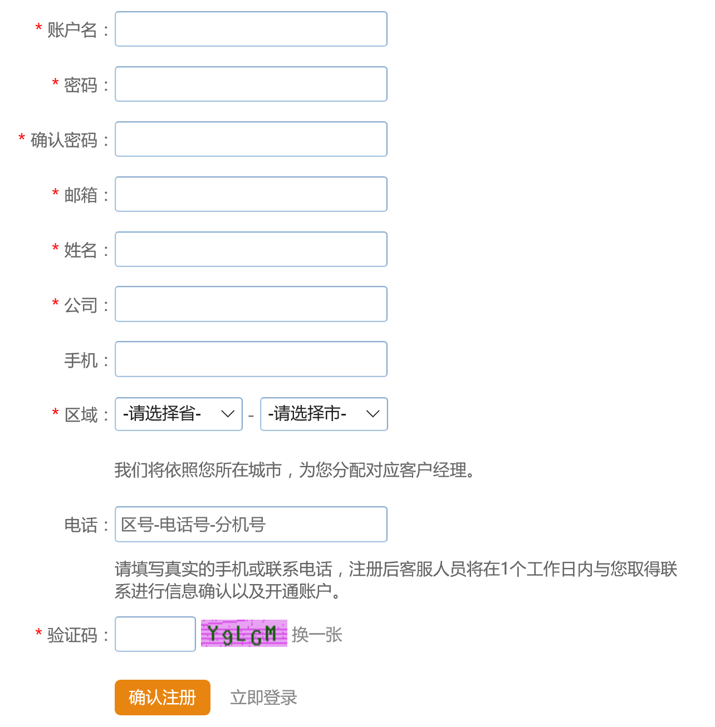 * 账户名：
* 密码：
* 确认密码：
* 邮箱：
* 姓名：
* 公司：
手机：
* 区域： -请选择省- - -请选择市-
我们将依照您所在城市，为您分配对应客户经理。
电话： 区号-电话号-分机号
请填写真实的手机或联系电话，注册后客服人员将在1个工作日内与您取得联
系进行信息确认以及开通账户。
* 验证码： Y9LGM 换一张
确认注册 立即登录